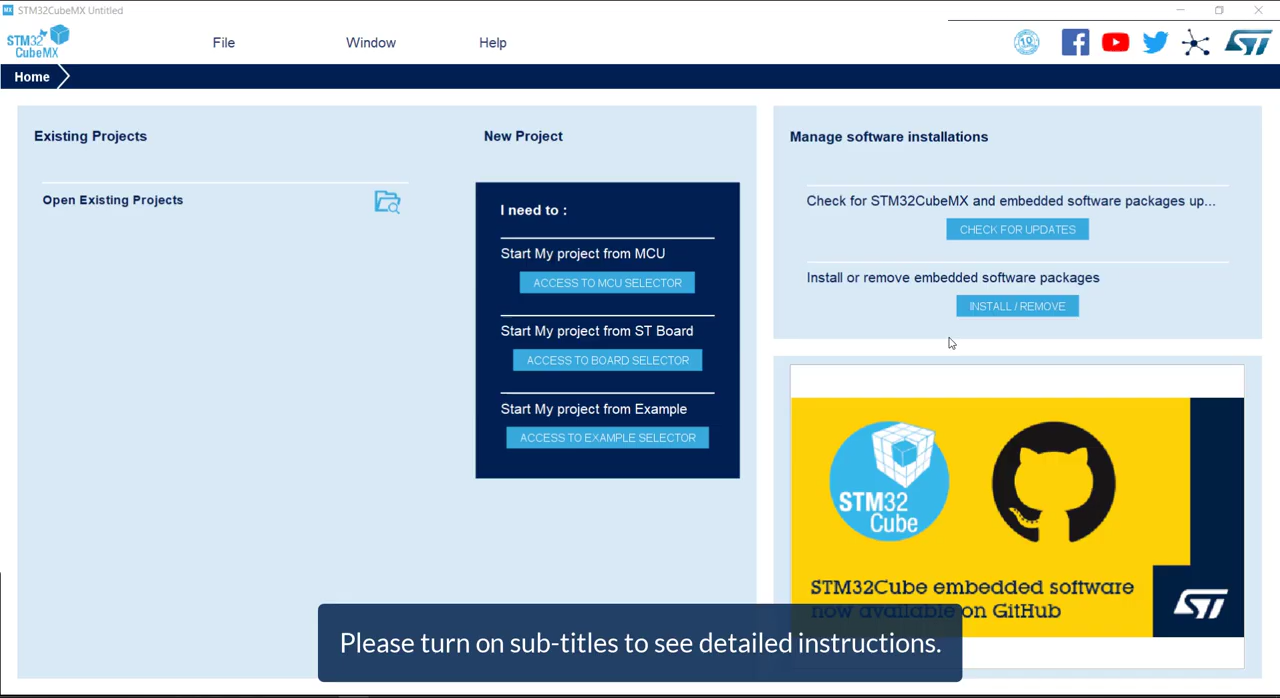 MX STM32CubeMX Untitled
STM32
CubeMX
File
Window
Help
10
ST
Home
Existing Projects
Open Existing Projects
New Project
I need to :
Start My project from MCU
ACCESS TO MCU SELECTOR
Start My project from ST Board
ACCESS TO BOARD SELECTOR
Start My project from Example
ACCESS TO EXAMPLE SELECTOR
Manage software installations
Check for STM32CubeMX and embedded software packages up...
CHECK FOR UPDATES
Install or remove embedded software packages
INSTALL / REMOVE
STM32
Cube
STM32Cube embedded software
now available on GitHub
ST
Please turn on sub-titles to see detailed instructions.